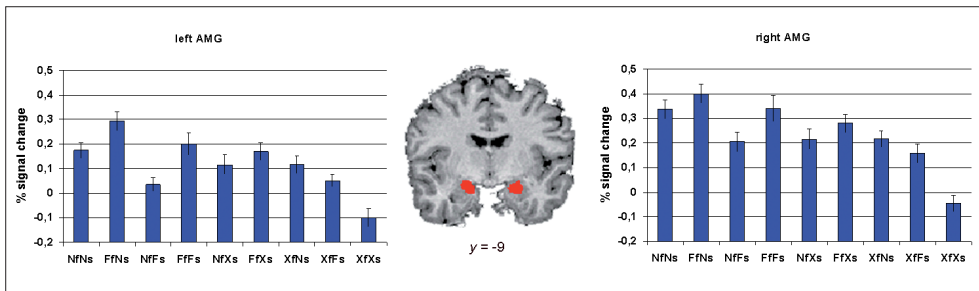 left AMG
% signal change
0,5
0,4
0,3
0,2
0,1
0
-0,1
-0,2
NfNs FfNs NfFs FfFs NfXs FfXs XfNs XfFs XfXs
y = -9
right AMG
% signal change
0,5
0,4
0,3
0,2
0,1
0
-0,1
-0,2
NfNs FfNs NfFs FfFs NfXs FfXs XfNs XfFs XfXs